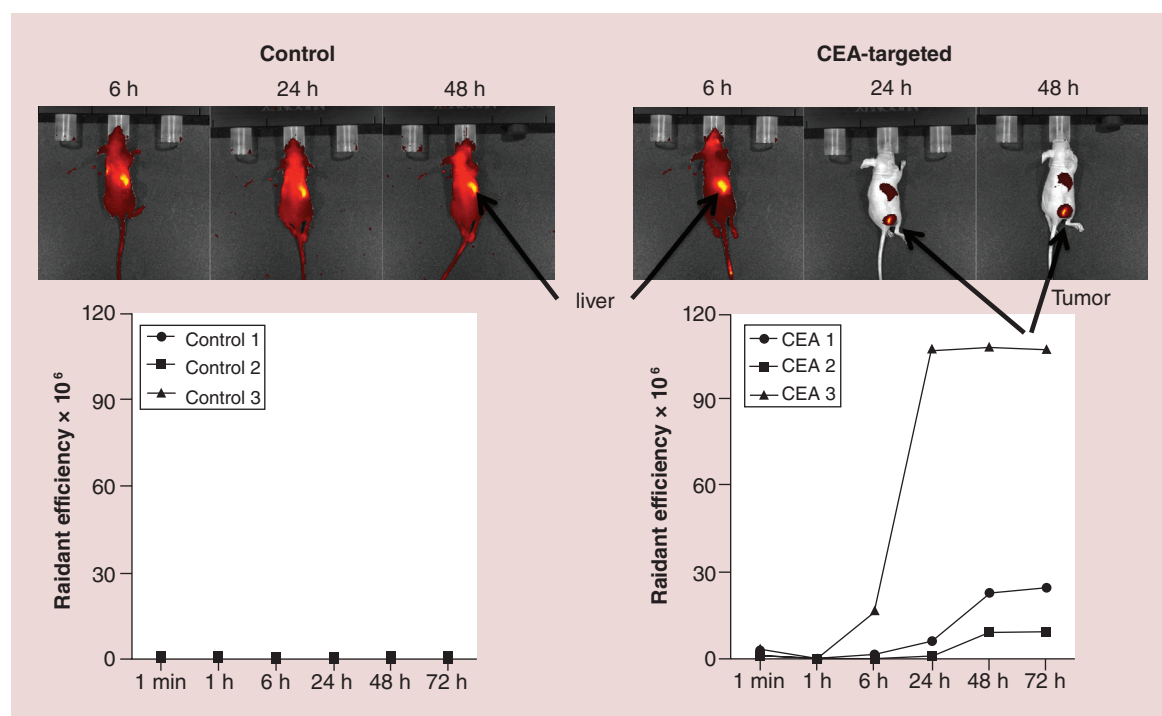 Control
6 h 24 h 48 h
CEA-targeted
6 h 24 h 48 h
liver
Tumor
120
90
60
30
0
Raidant efficiency × 10⁶
Control 1
Control 2
Control 3
1 min 1 h 6 h 24 h 48 h 72 h
120
90
60
30
0
Raidant efficiency × 10⁶
CEA 1
CEA 2
CEA 3
1 min 1 h 6 h 24 h 48 h 72 h